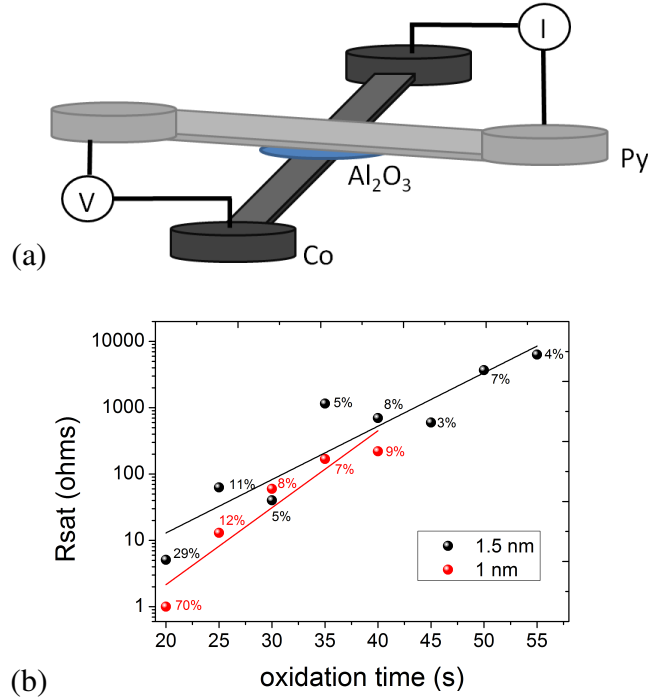 I
Py
Al₂O₃
V
Co
(a)
10000
1000
100
10
1
Rsat (ohms)
4%
7%
5%
8%
3%
9%
7%
11%
8%
5%
12%
29%
70%
1.5 nm
1 nm
20 25 30 35 40 45 50 55
oxidation time (s)
(b)